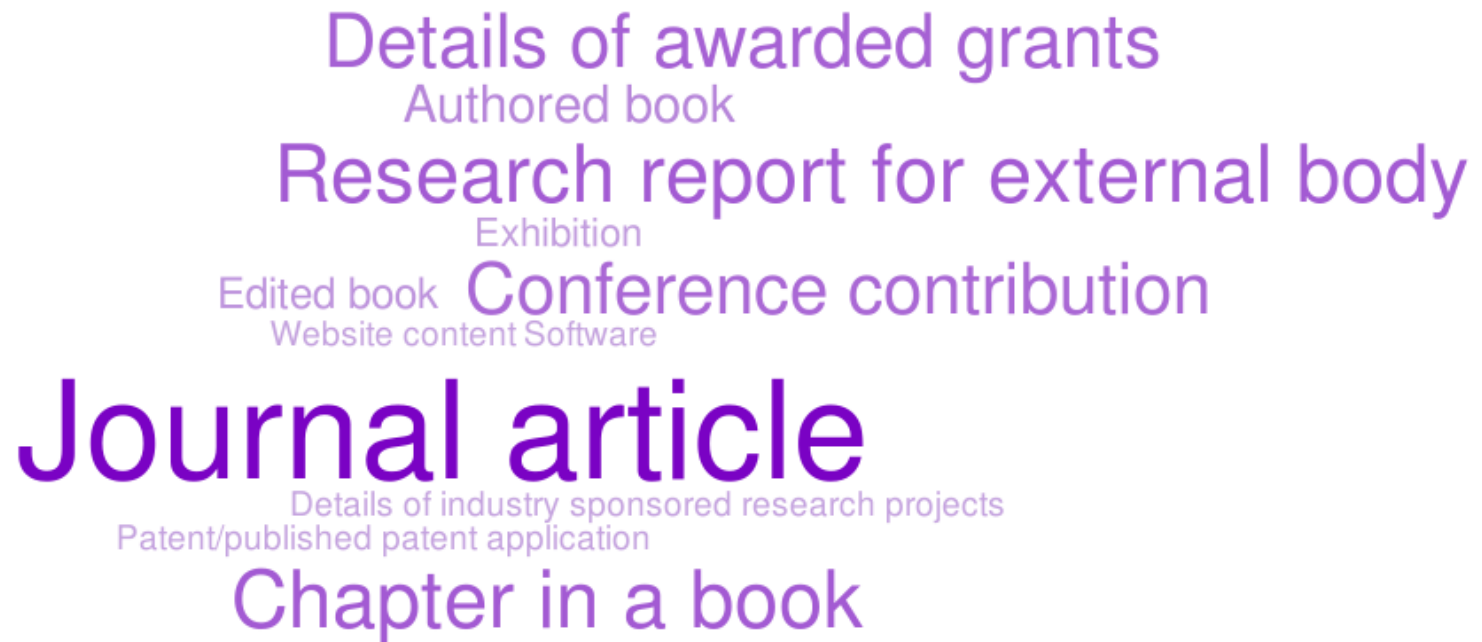 Details of awarded grants
Authored book
Research report for external body
Exhibition
Edited book Conference contribution
Website content Software
Journal article
Details of industry sponsored research projects
Patent/published patent application
Chapter in a book